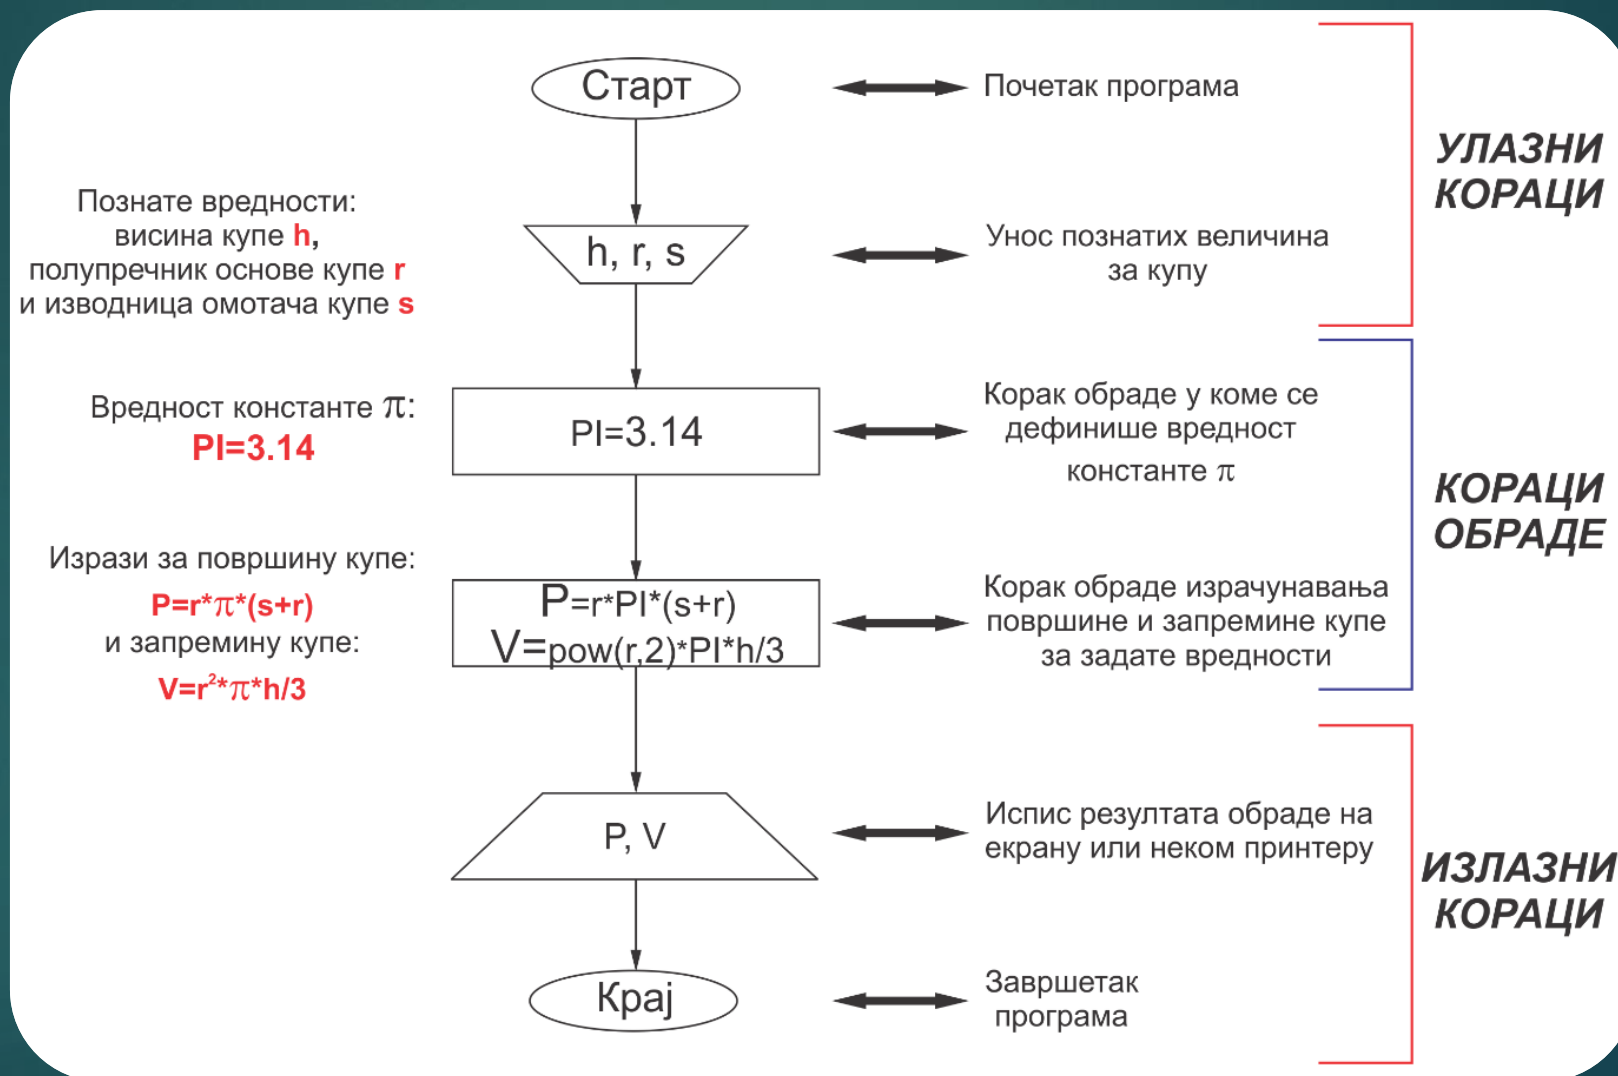 Старт
Почетак програма
УЛАЗНИ
КОРАЦИ
Познате вредности:
висина купе h,
полупречник основе купе r
и изводница омотача купе s
h, r, s
Унос познатих величина
за купу
Вредност константе π:
PI=3.14
PI=3.14
Корак обраде у коме се
дефинише вредност
константе π
КОРАЦИ
ОБРАДЕ
Изрази за површину купе:
P=r*π*(s+r)
и запремину купе:
V=r²*π*h/3
P=r*PI*(s+r)
V=pow(r,2)*PI*h/3
Корак обраде израчунавања
површине и запремине купе
за задате вредности
P, V
Испис резултата обраде на
екрану или неком принтеру
ИЗЛАЗНИ
КОРАЦИ
Крај
Завршетак
програма